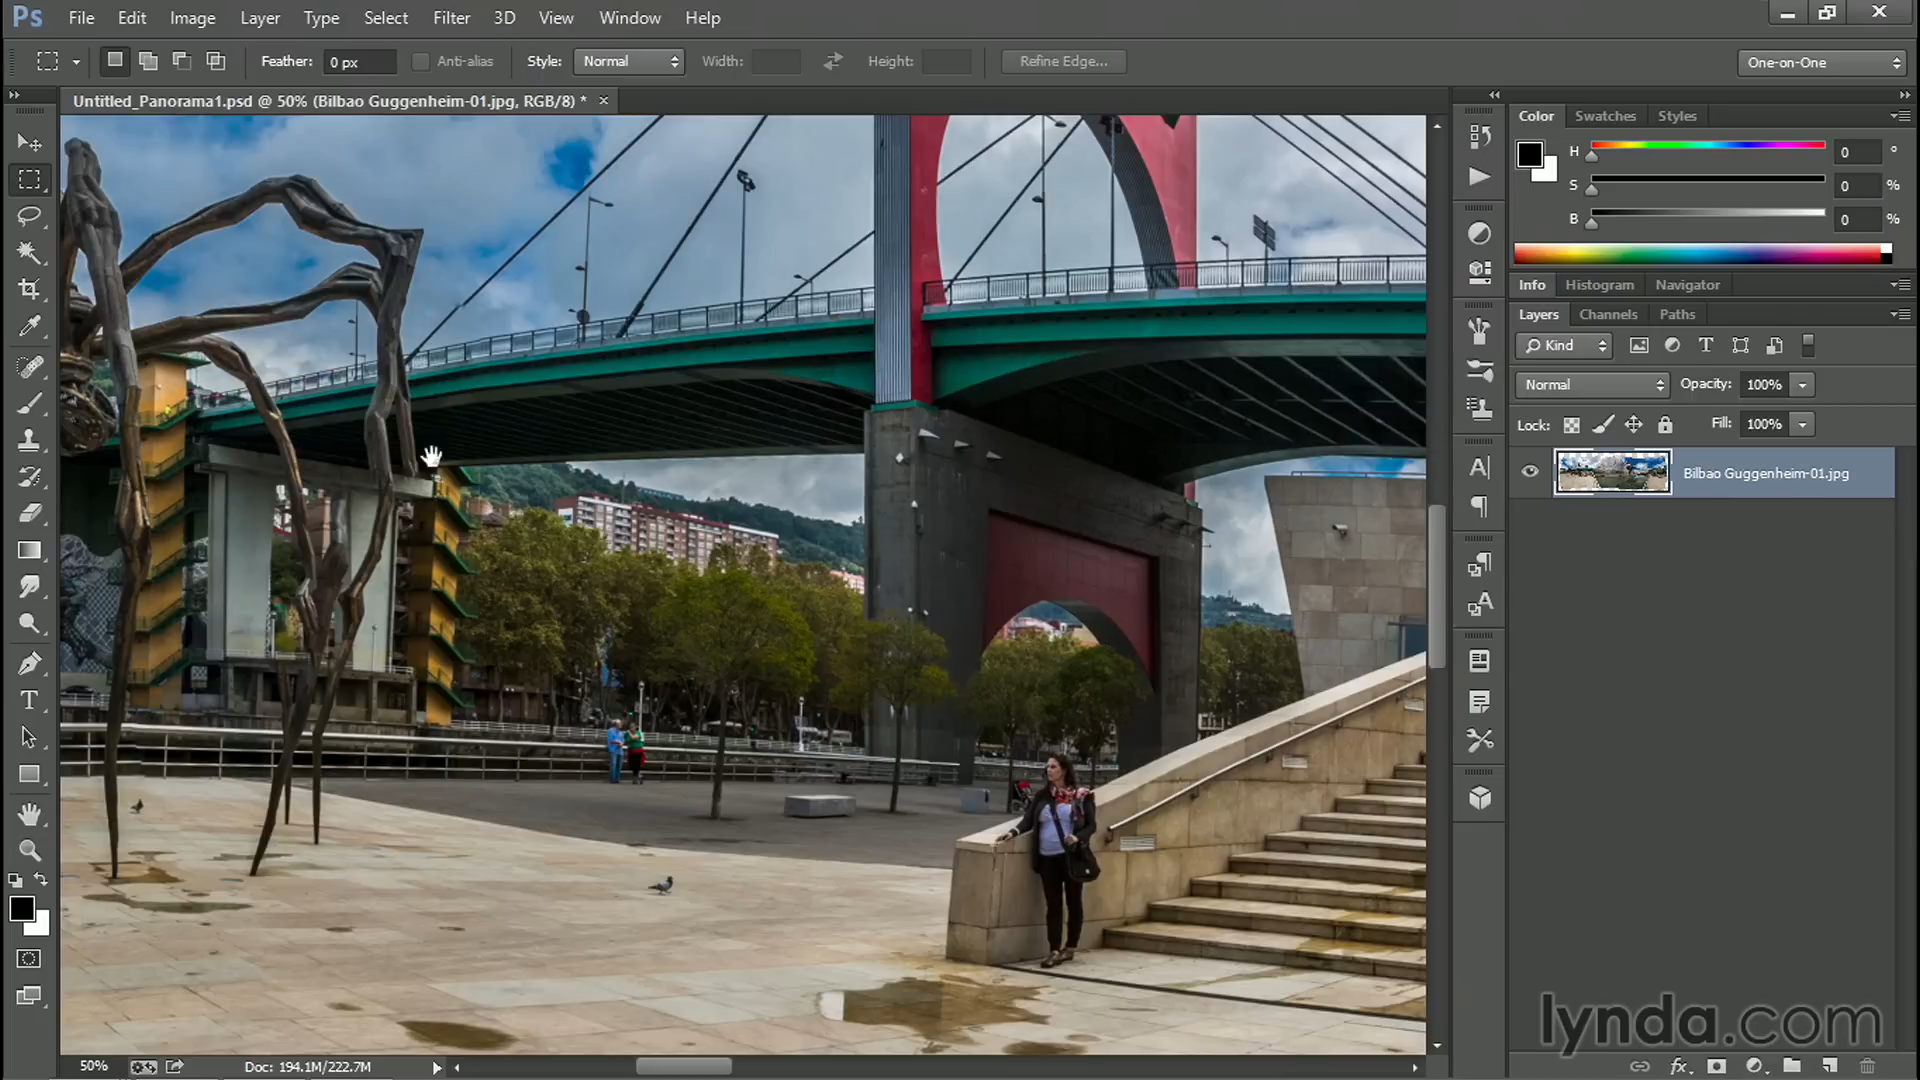 Ps File Edit Image Layer Type Select Filter 3D View Window Help
Feather: 0 px Anti-alias Style: Normal Width: Height: Refine Edge... One-on-One
Untitled_Panorama1.psd @ 50% (Bilbao Guggenheim-01.jpg, RGB/8) * ×
Color Swatches Styles
H 0 °
S 0 %
B 0 %
Info Histogram Navigator
Layers Channels Paths
Kind
Normal Opacity: 100%
Lock: Fill: 100%
Bilbao Guggenheim-01.jpg
lynda.com
50% Doc: 194.1M/222.7M
fx